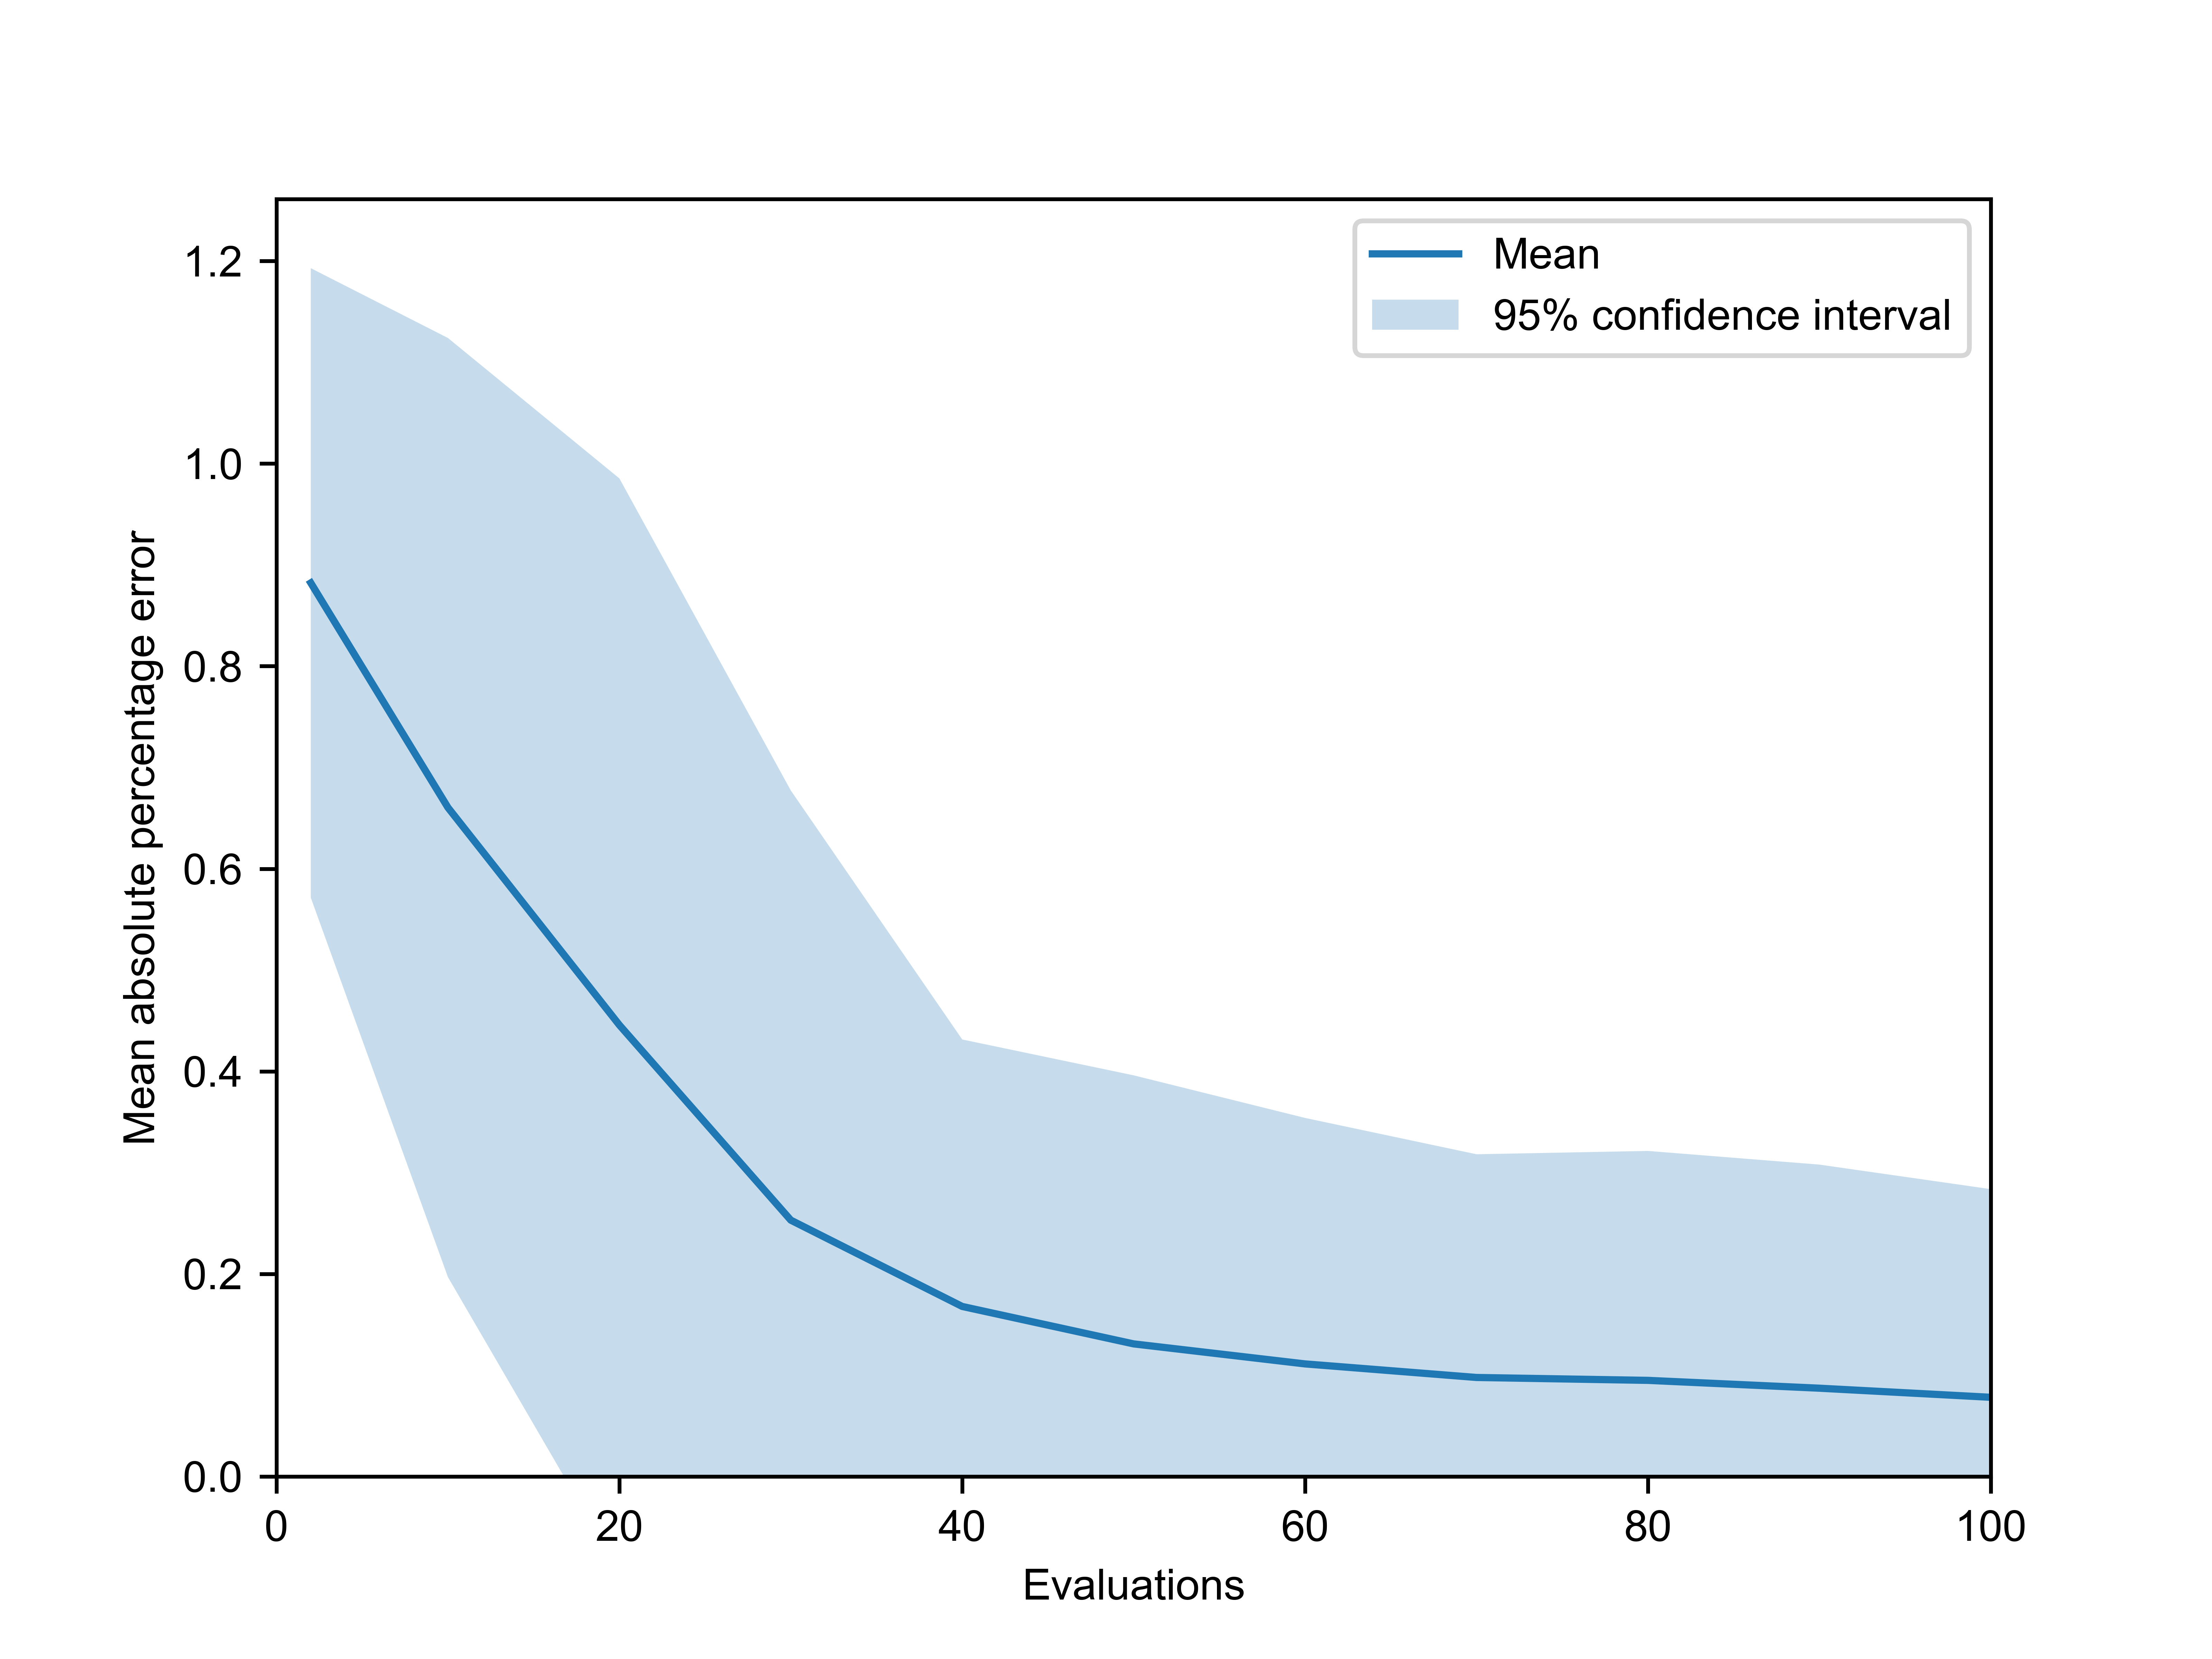 Mean
95% confidence interval
1.2
1.0
0.8
0.6
0.4
0.2
0.0
Mean absolute percentage error
0 20 40 60 80 100
Evaluations